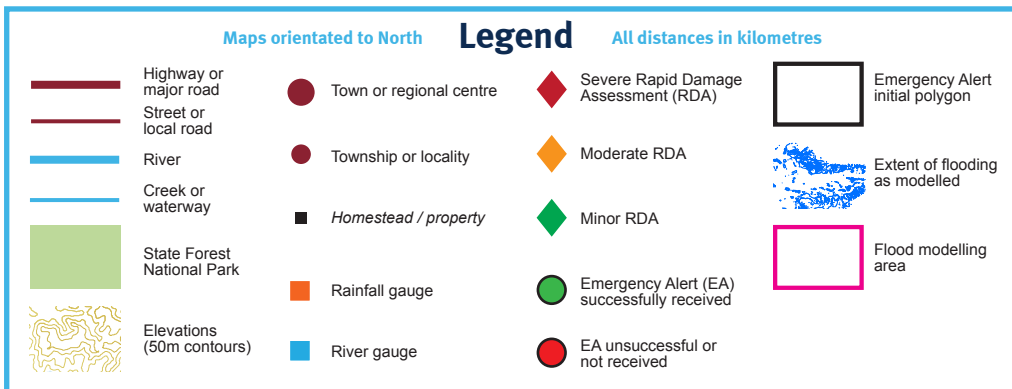 Maps orientated to North
Legend
All distances in kilometres
Highway or
major road
Street or
local road
River
Creek or
waterway
State Forest
National Park
Elevations
(50m contours)
Town or regional centre
Township or locality
Homestead / property
Rainfall gauge
River gauge
Severe Rapid Damage
Assessment (RDA)
Moderate RDA
Minor RDA
Emergency Alert (EA)
successfully received
EA unsuccessful or
not received
Emergency Alert
initial polygon
Extent of flooding
as modelled
Flood modelling
area